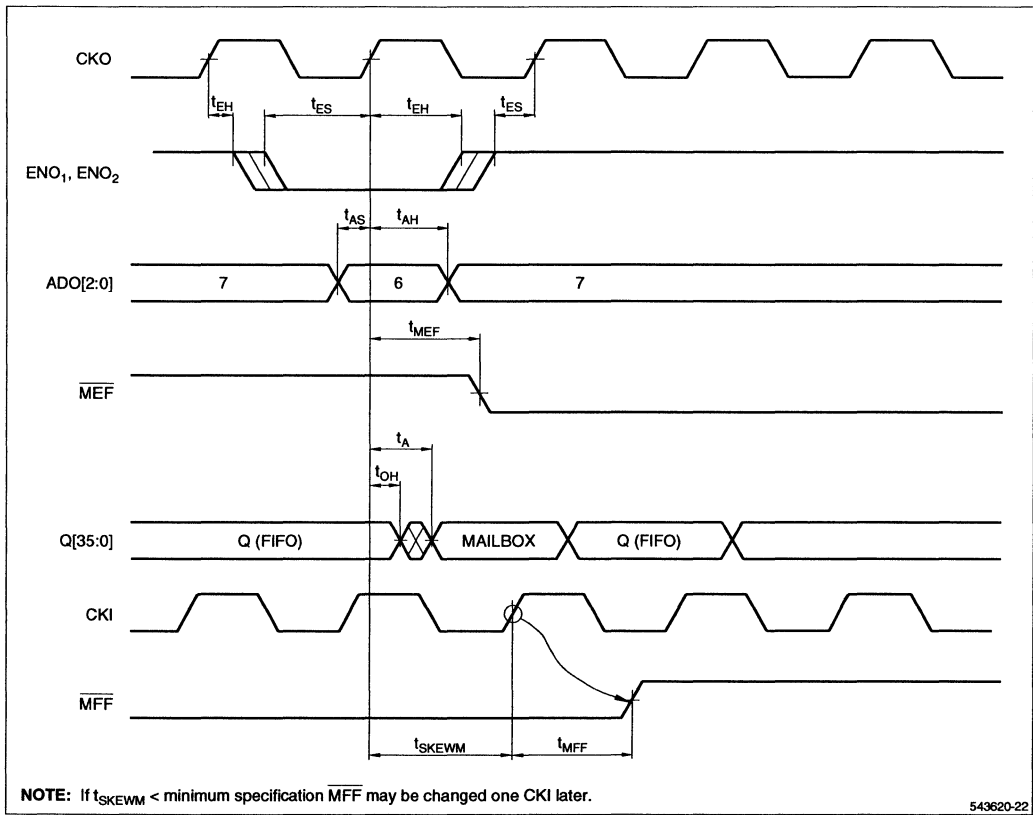 CKO
tEH tES tEH tES
ENO1, ENO2
tAS tAH
ADO[2:0] 7 6 7
tMEF
MEF
tA
tOH
Q[35:0] Q (FIFO) MAILBOX Q (FIFO)
CKI
MFF
tSKEWM tMFF
NOTE: If tSKEWM < minimum specification MFF may be changed one CKI later.
543620-22